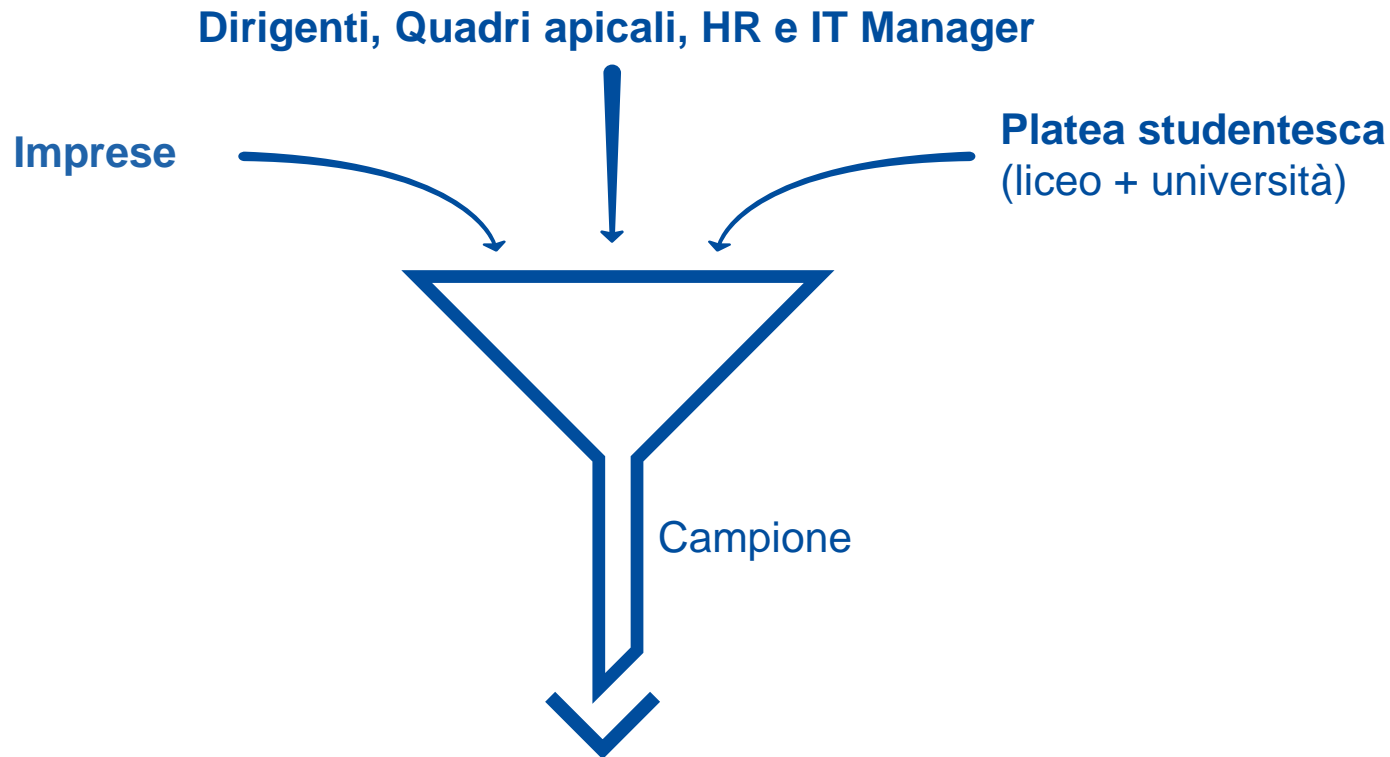 Dirigenti, Quadri apicali, HR e IT Manager
Imprese
Platea studentesca
(liceo + università)
Campione